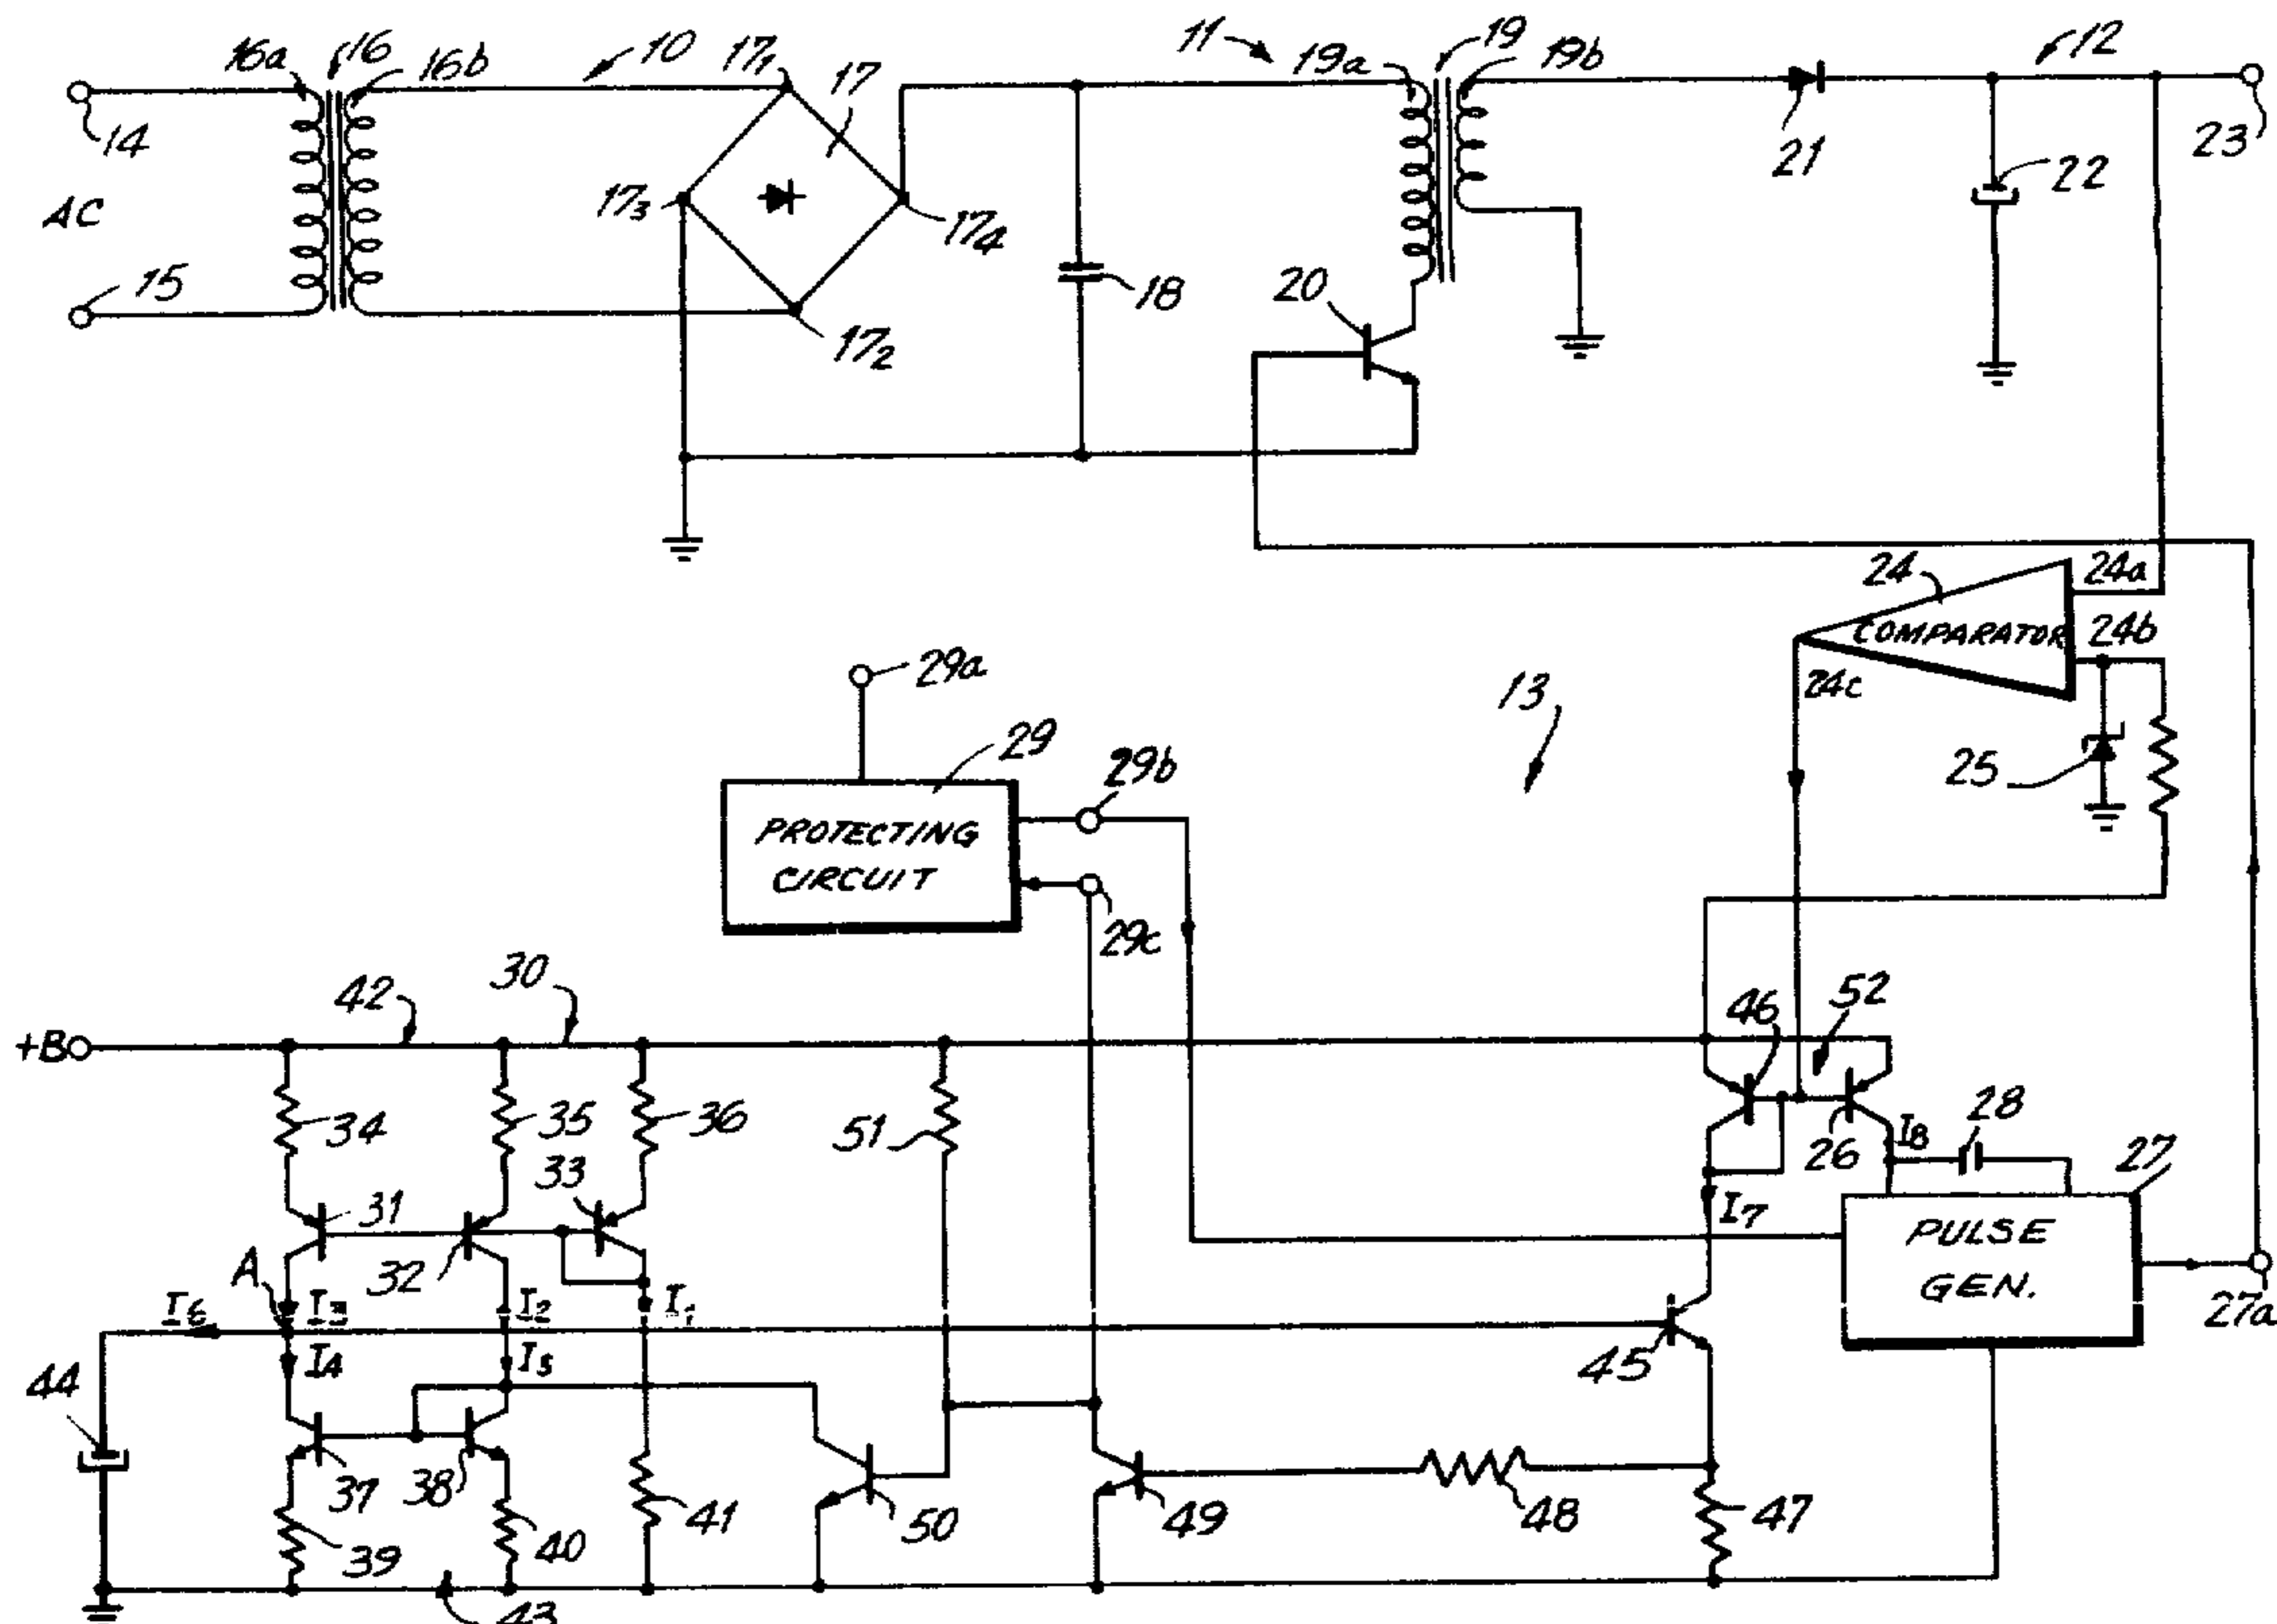 16a 16 16b 10 17₁ 17 11 19a 19 19b 12
14 AC 15 17₃ 17₄ 17₂ 18 20 21 22 23
24 24a
COMPARATOR 24b
24c
25
13
29a
29
29b
PROTECTING
CIRCUIT
29c
42 30 46 52
+B
34 35 36 51 26 I8 28 27
33
31 32
A
I6 I3 I2 I1 I7
PULSE
GEN.
27a
I4 I5 45
44
37 38 41 50 49 48 47
39 40
43